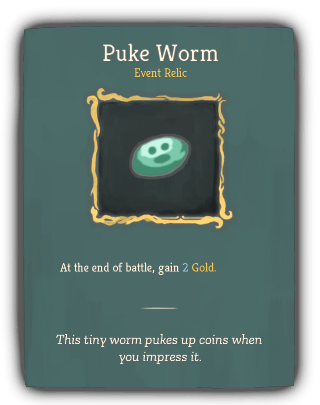 Puke Worm
Event Relic
At the end of battle, gain 2 Gold.
This tiny worm pukes up coins when
you impress it.